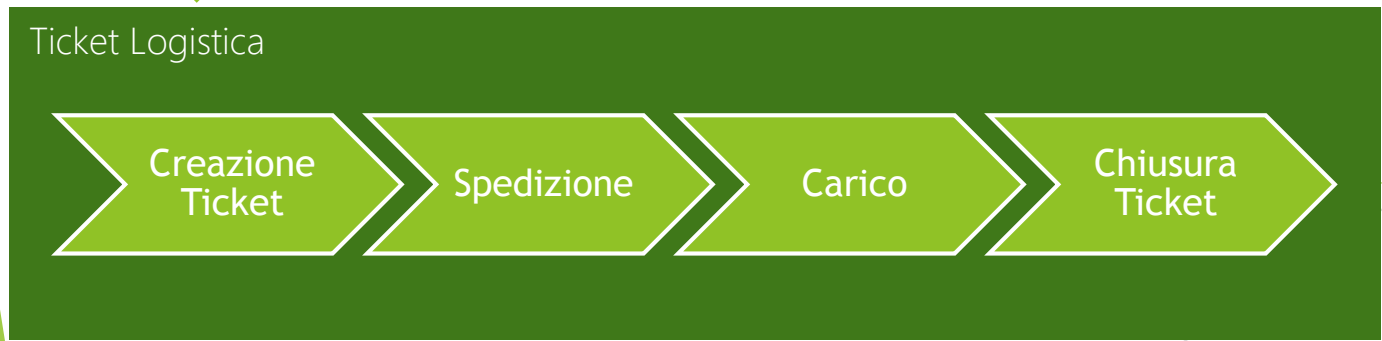 Ticket Logistica
Creazione
Ticket
Spedizione
Carico
Chiusura
Ticket